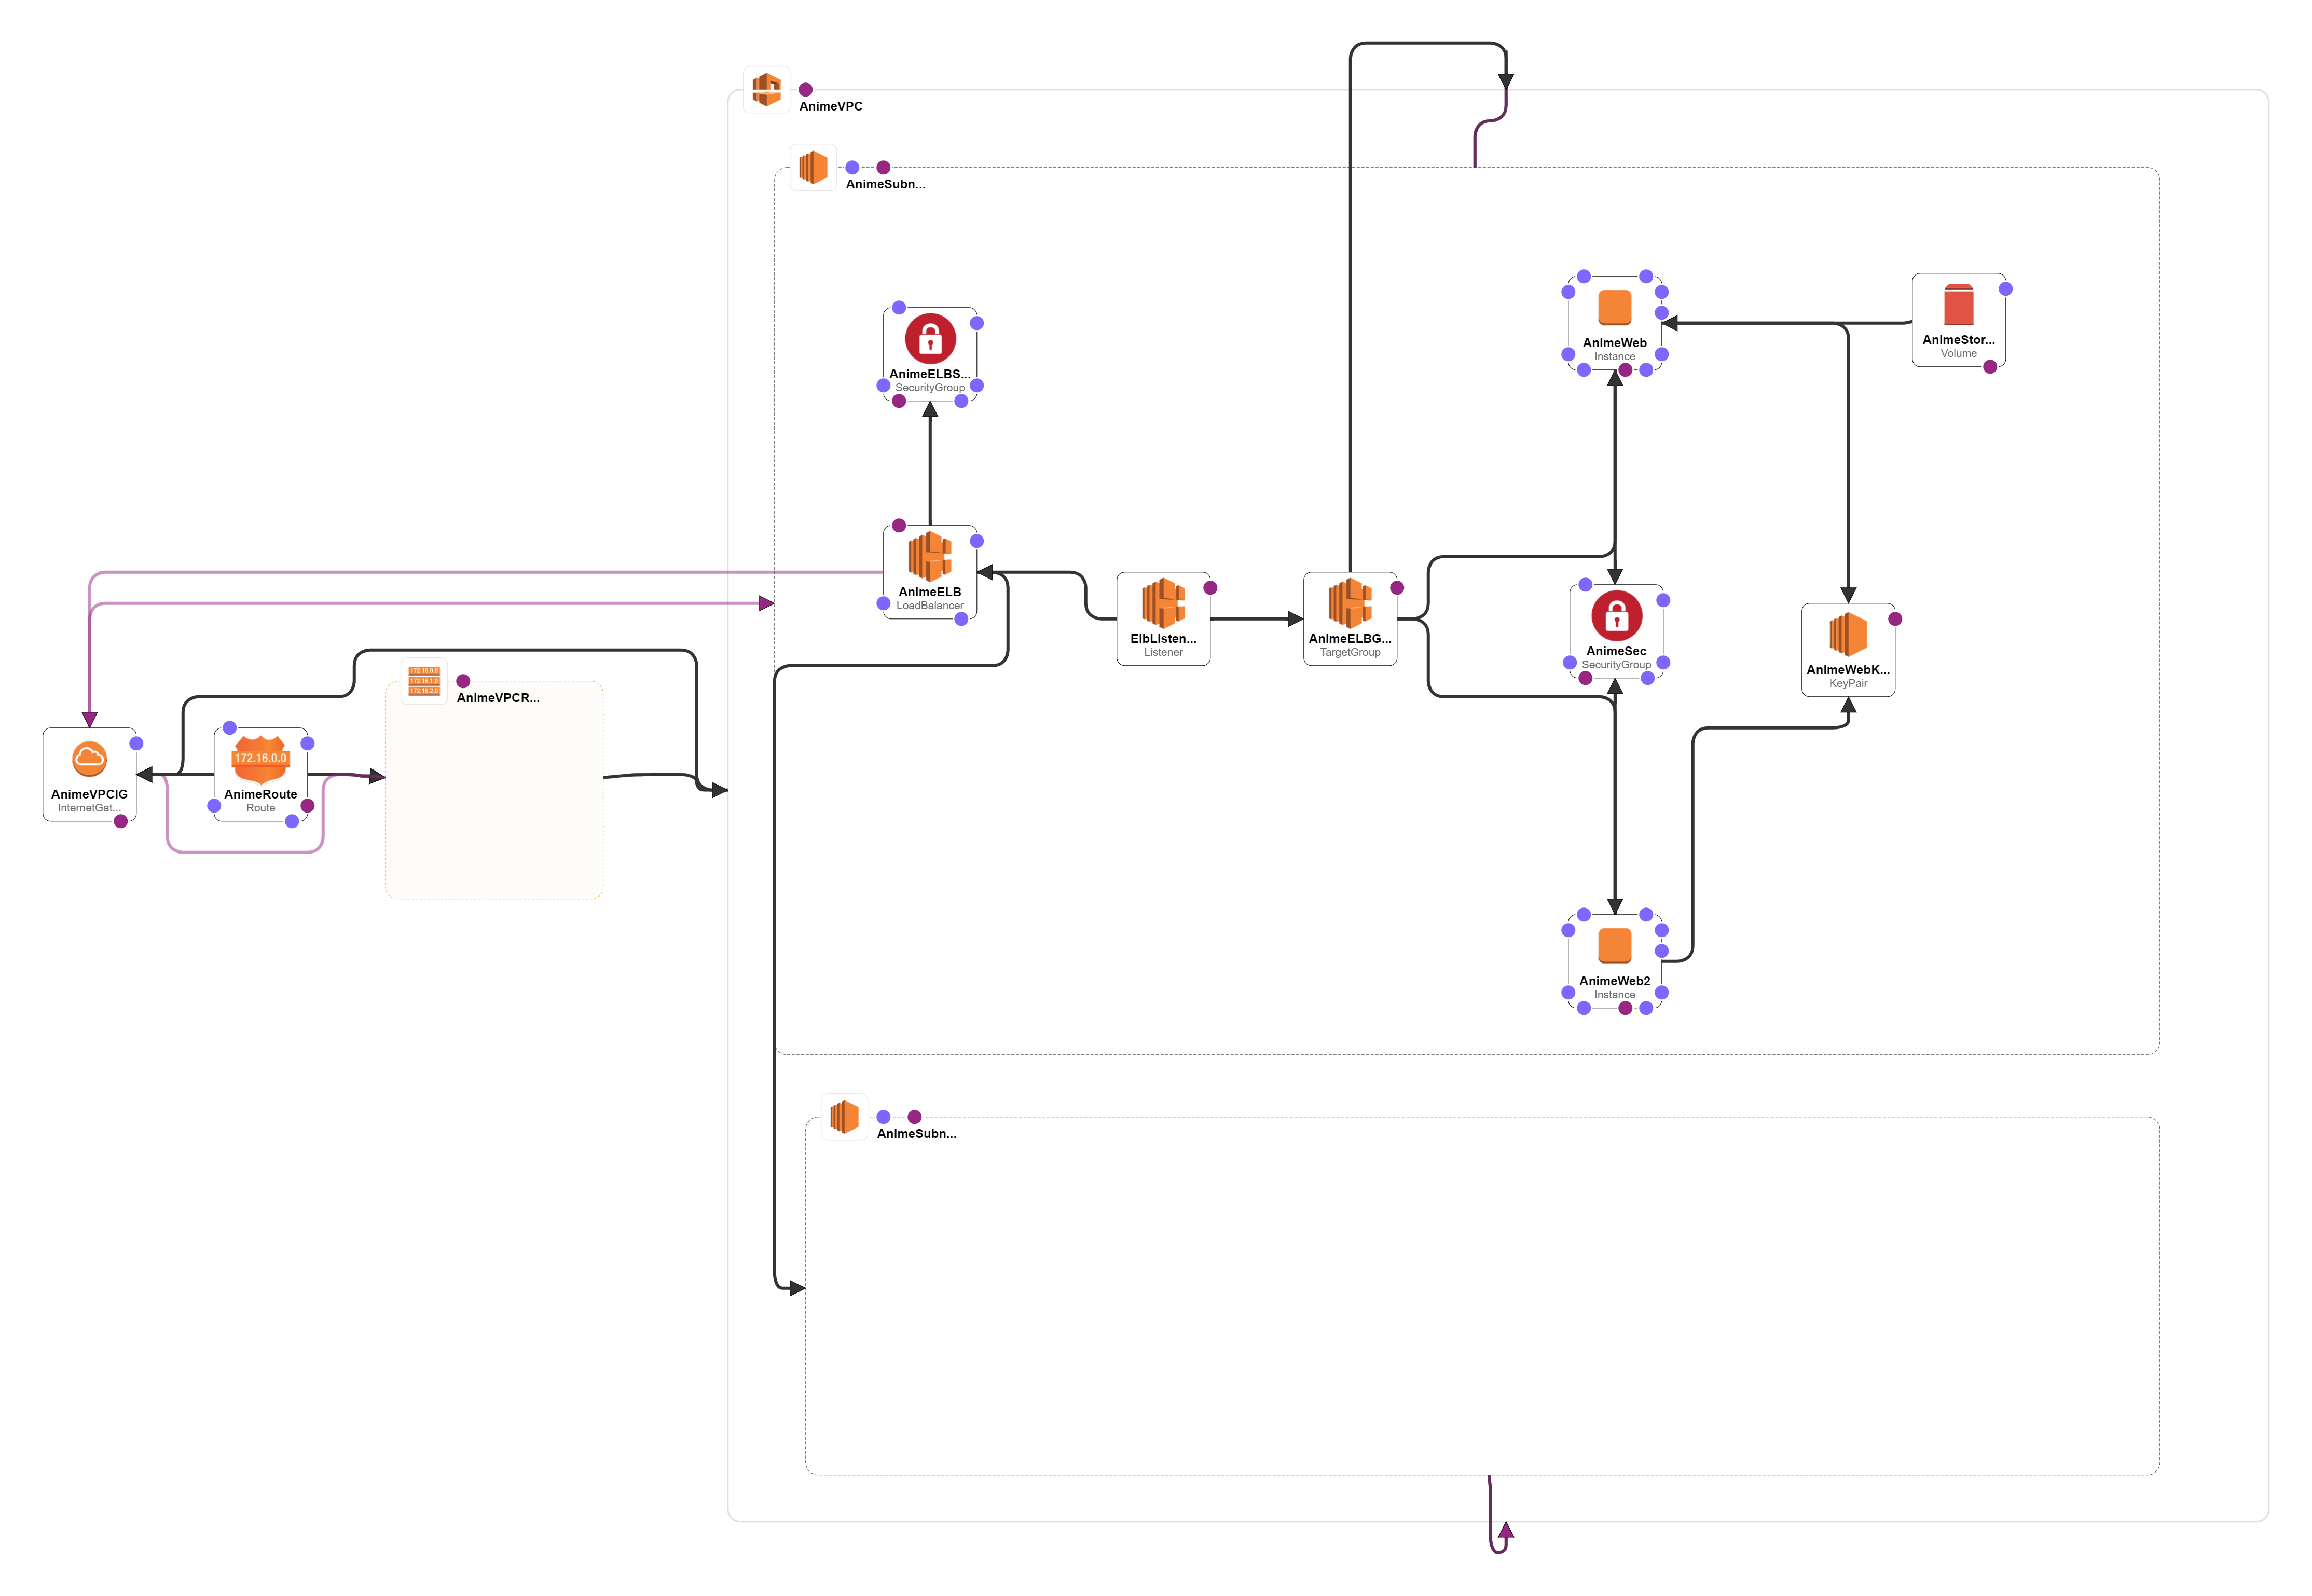 AnimeVPC
AnimeSubn...
AnimeELBS...
SecurityGroup
AnimeWeb
Instance
AnimeStor...
Volume
AnimeELB
LoadBalancer
ElbListen...
Listener
AnimeELBG...
TargetGroup
AnimeSec
SecurityGroup
AnimeWebK...
KeyPair
172.16.0.0
172.16.1.0
172.16.2.0
AnimeVPCR...
AnimeVPCIG
InternetGat...
172.16.0.0
AnimeRoute
Route
AnimeWeb2
Instance
AnimeSubn...